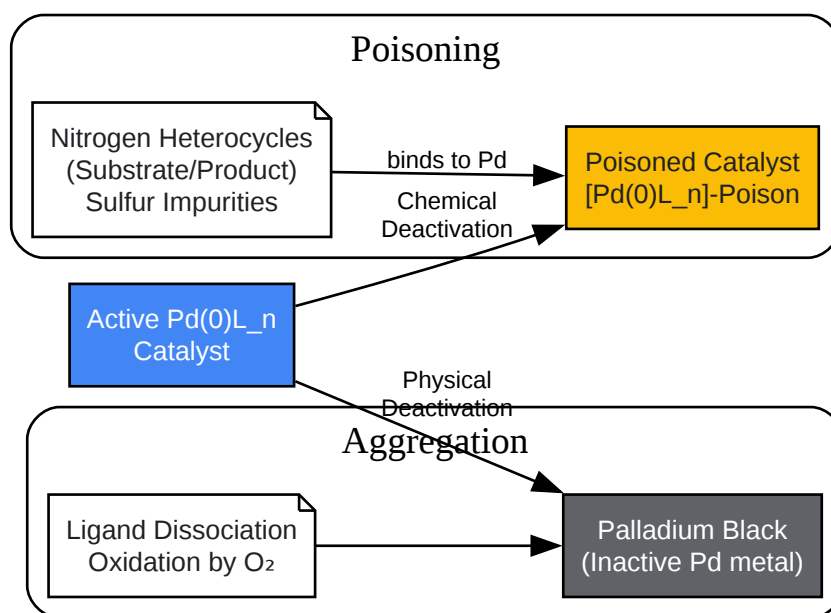 Poisoning
Nitrogen Heterocycles
(Substrate/Product)
Sulfur Impurities
binds to Pd
Poisoned Catalyst
[Pd(0)L_n]-Poison
Chemical
Deactivation
Active Pd(0)L_n
Catalyst
Physical
Deactivation
Aggregation
Ligand Dissociation
Oxidation by O₂
Palladium Black
(Inactive Pd metal)